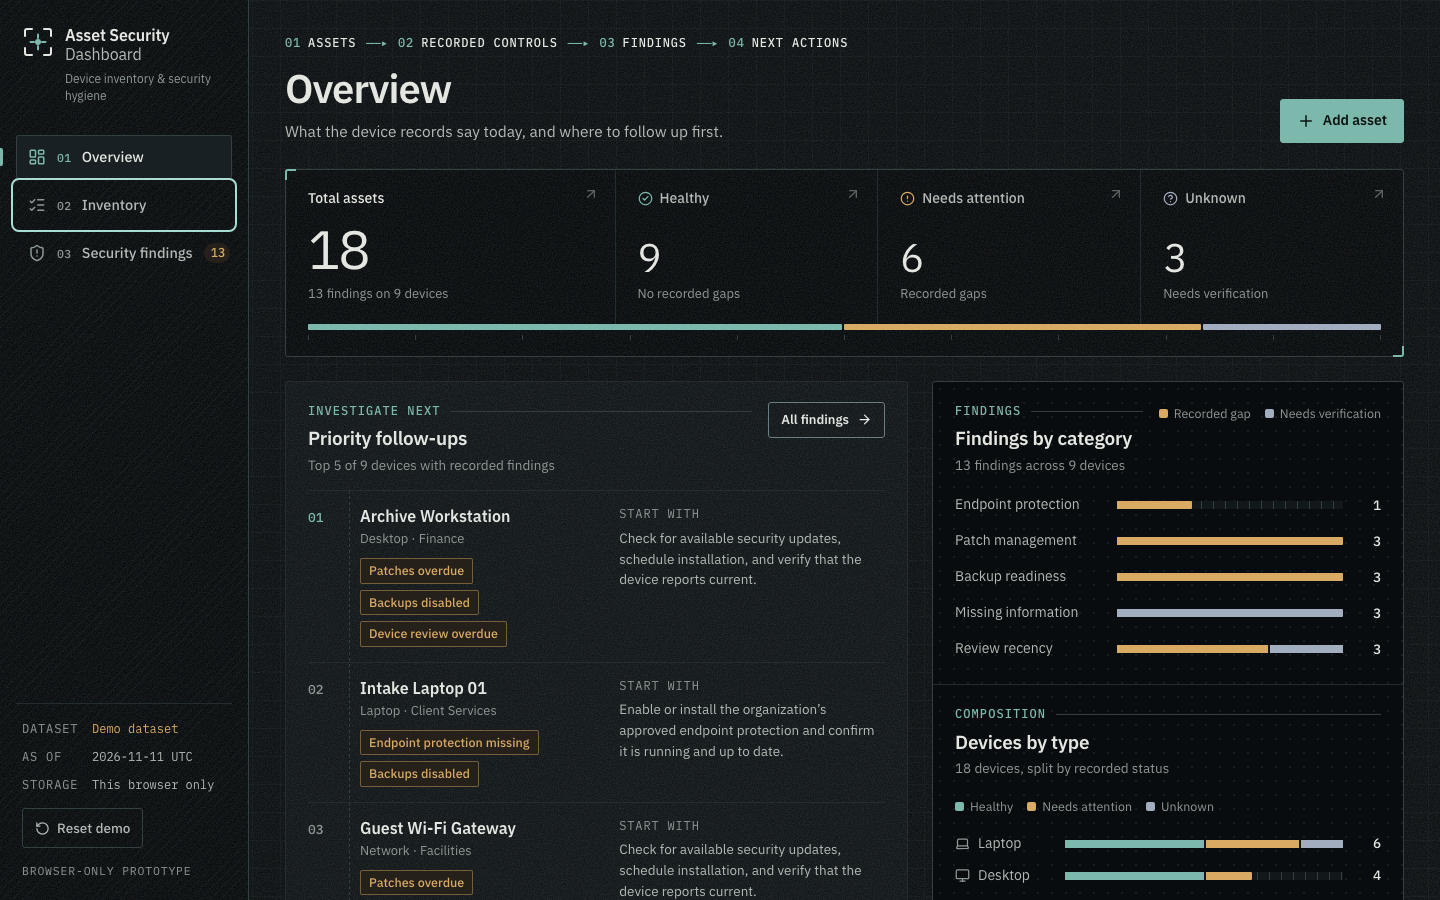 Asset Security
Dashboard
Device inventory & security
hygiene
01 Overview
02 Inventory
03 Security findings 13
DATASET Demo dataset
AS OF 2026-11-11 UTC
STORAGE This browser only
Reset demo
BROWSER-ONLY PROTOTYPE
01 ASSETS 02 RECORDED CONTROLS 03 FINDINGS 04 NEXT ACTIONS
Overview
What the device records say today, and where to follow up first.
Add asset
Total assets
18
13 findings on 9 devices
Healthy
9
No recorded gaps
Needs attention
6
Recorded gaps
Unknown
3
Needs verification
INVESTIGATE NEXT
Priority follow-ups
Top 5 of 9 devices with recorded findings
All findings
01 Archive Workstation
Desktop · Finance
Patches overdue
Backups disabled
Device review overdue
START WITH
Check for available security updates,
schedule installation, and verify that the
device reports current.
02 Intake Laptop 01
Laptop · Client Services
Endpoint protection missing
Backups disabled
START WITH
Enable or install the organization’s
approved endpoint protection and confirm
it is running and up to date.
03 Guest Wi-Fi Gateway
Network · Facilities
Patches overdue
START WITH
Check for available security updates,
schedule installation, and verify that the
device reports current.
FINDINGS
Recorded gap Needs verification
Findings by category
13 findings across 9 devices
Endpoint protection 1
Patch management 3
Backup readiness 3
Missing information 3
Review recency 3
COMPOSITION
Devices by type
18 devices, split by recorded status
Healthy Needs attention Unknown
Laptop 6
Desktop 4